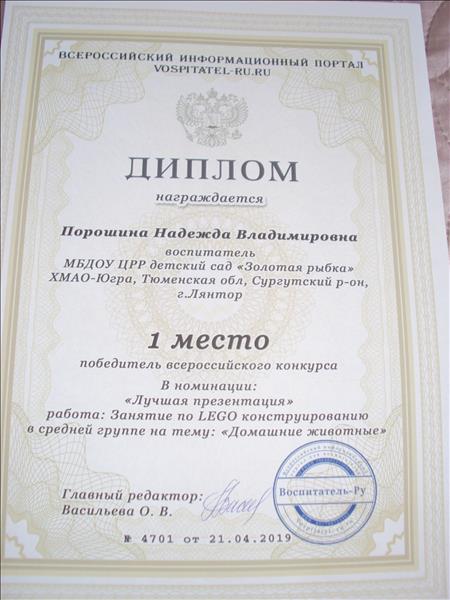 ВСЕРОССИЙСКИЙ ИНФОРМАЦИОННЫЙ ПОРТАЛ
VOSPITATEL-RU.RU
ДИПЛОМ
награждается
Порошина Надежда Владимировна
воспитатель
МБДОУ ЦРР детский сад «Золотая рыбка»
ХМАО-Югра, Тюменская обл, Сургутский р-он,
г.Лянтор
1 место
победитель всероссийского конкурса
В номинации:
«Лучшая презентация»
работа: Занятие по LEGO конструированию
в средней группе на тему: «Домашние животные»
Главный редактор:
Васильева О. В.
Воспитатель-Ру
№ 4701 от 21.04.2019